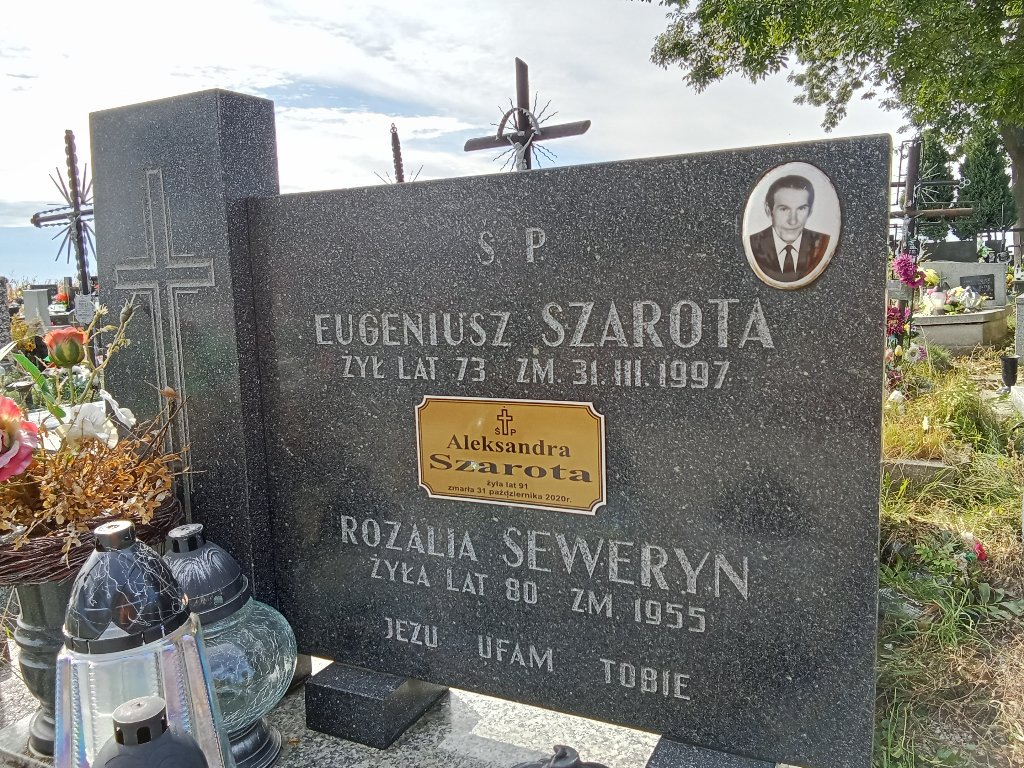 S P
EUGENIUSZ SZAROTA
ŻYŁ LAT 73 ZM. 31. III. 1997
Ś P
Aleksandra
Szarota
żyła lat 91
zmarła 31 października 2020r.
ROZALIA SEWERYN
ŻYŁA LAT 80 ZM. 1955
JEZU UFAM TOBIE